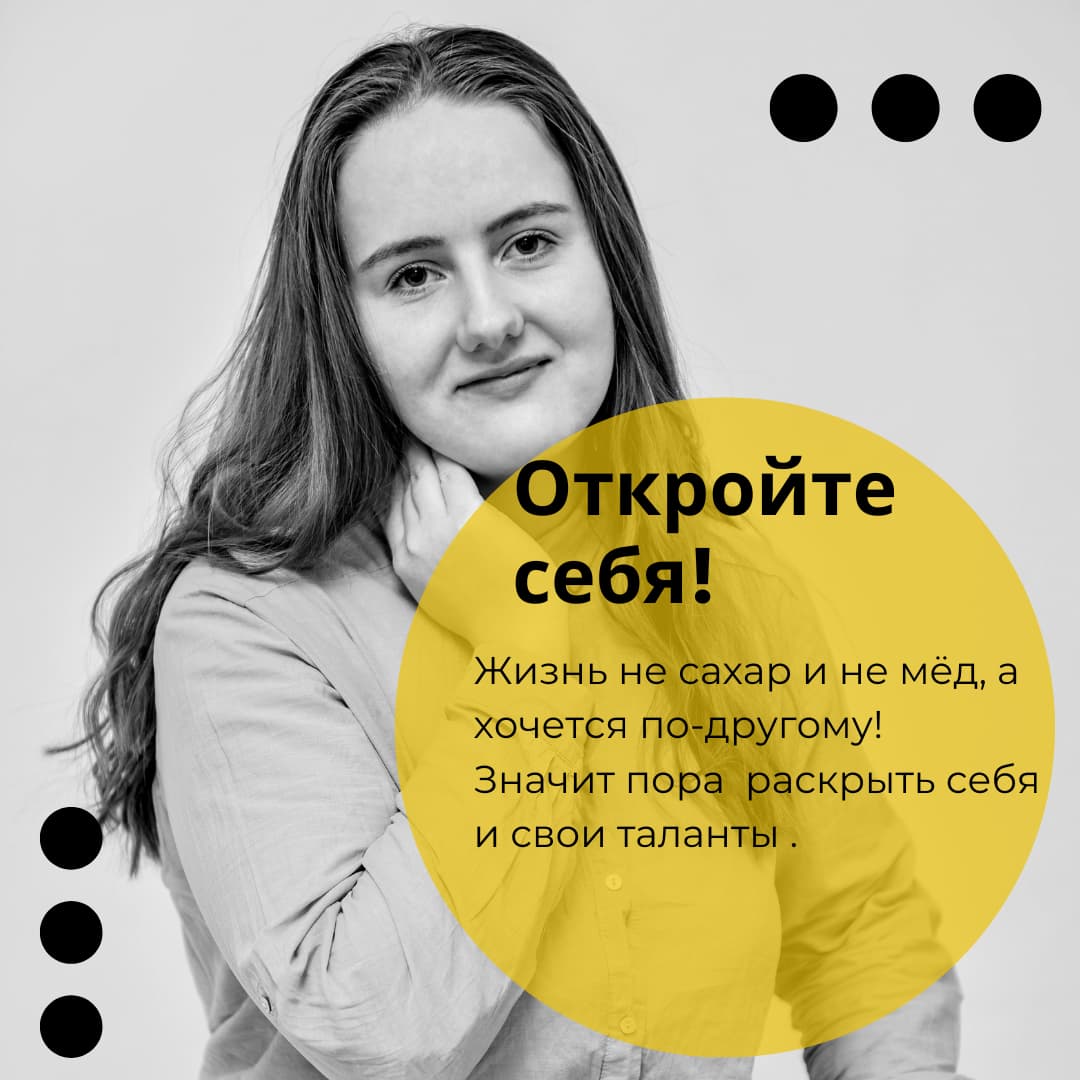 Откройте
себя!
Жизнь не сахар и не мёд, а
хочется по-другому!
Значит пора  раскрыть себя
и свои таланты .